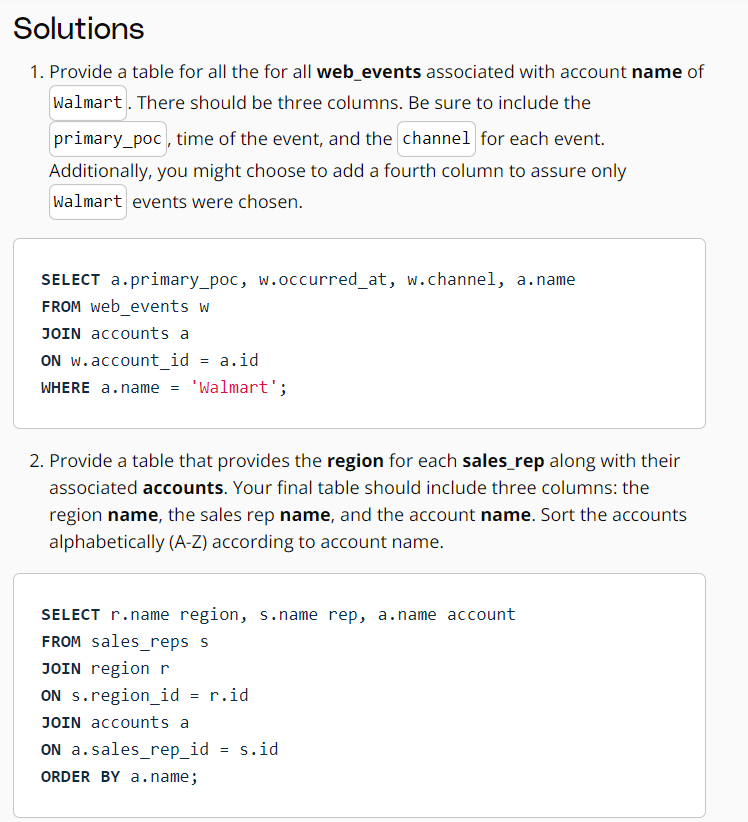 Solutions
1. Provide a table for all the for all web_events associated with account name of
Walmart. There should be three columns. Be sure to include the
primary_poc, time of the event, and the channel for each event.
Additionally, you might choose to add a fourth column to assure only
Walmart events were chosen.
SELECT a.primary_poc, w.occurred_at, w.channel, a.name
FROM web_events w
JOIN accounts a
ON w.account_id = a.id
WHERE a.name = 'Walmart';
2. Provide a table that provides the region for each sales_rep along with their
associated accounts. Your final table should include three columns: the
region name, the sales rep name, and the account name. Sort the accounts
alphabetically (A-Z) according to account name.
SELECT r.name region, s.name rep, a.name account
FROM sales_reps s
JOIN region r
ON s.region_id = r.id
JOIN accounts a
ON a.sales_rep_id = s.id
ORDER BY a.name;